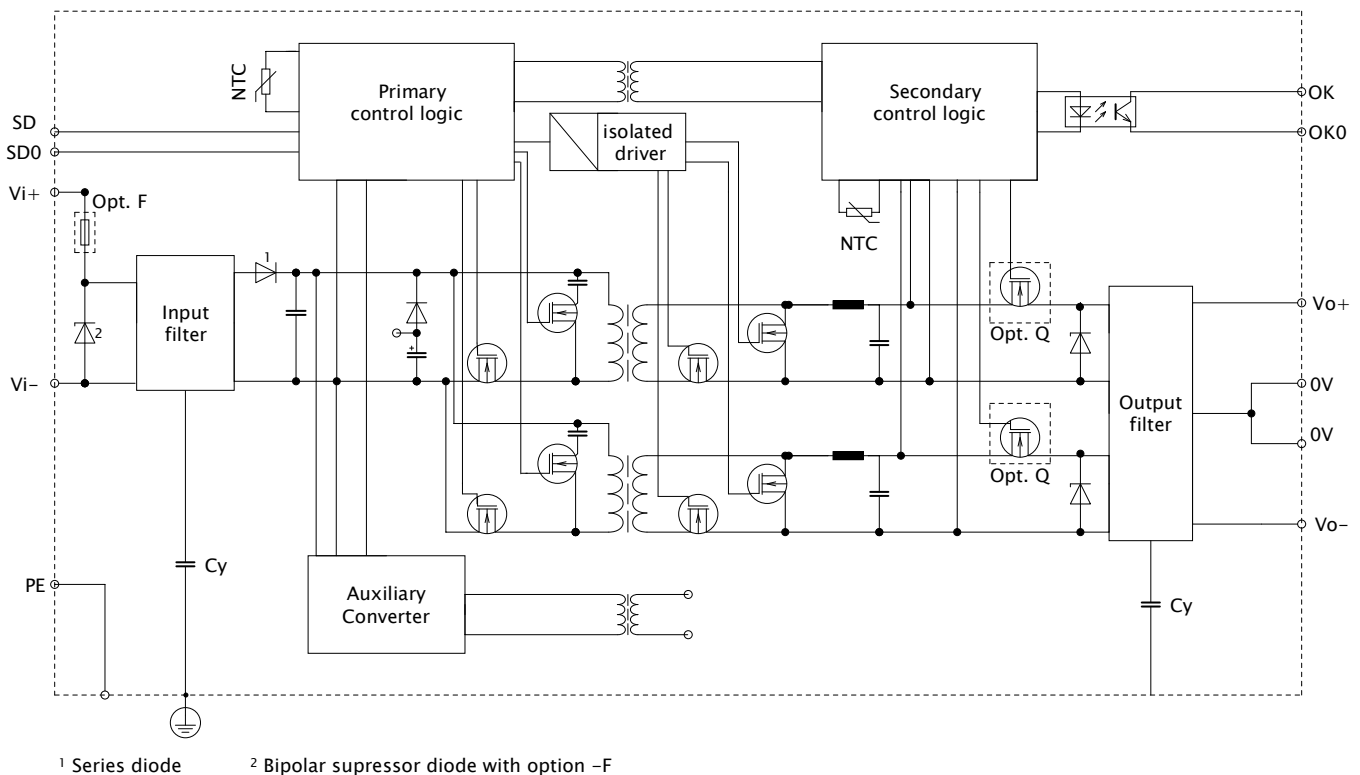 NTC
Primary
control logic
Secondary
control logic
OK
OK0
SD
SD0
isolated
driver
Vi+
Opt. F
NTC
1
Input
filter
2
Opt. Q
Vo+
Vi-
0V
Output
filter
0V
Opt. Q
Vo-
Cy
PE
Auxiliary
Converter
Cy
+
¹ Series diode
² Bipolar supressor diode with option –F